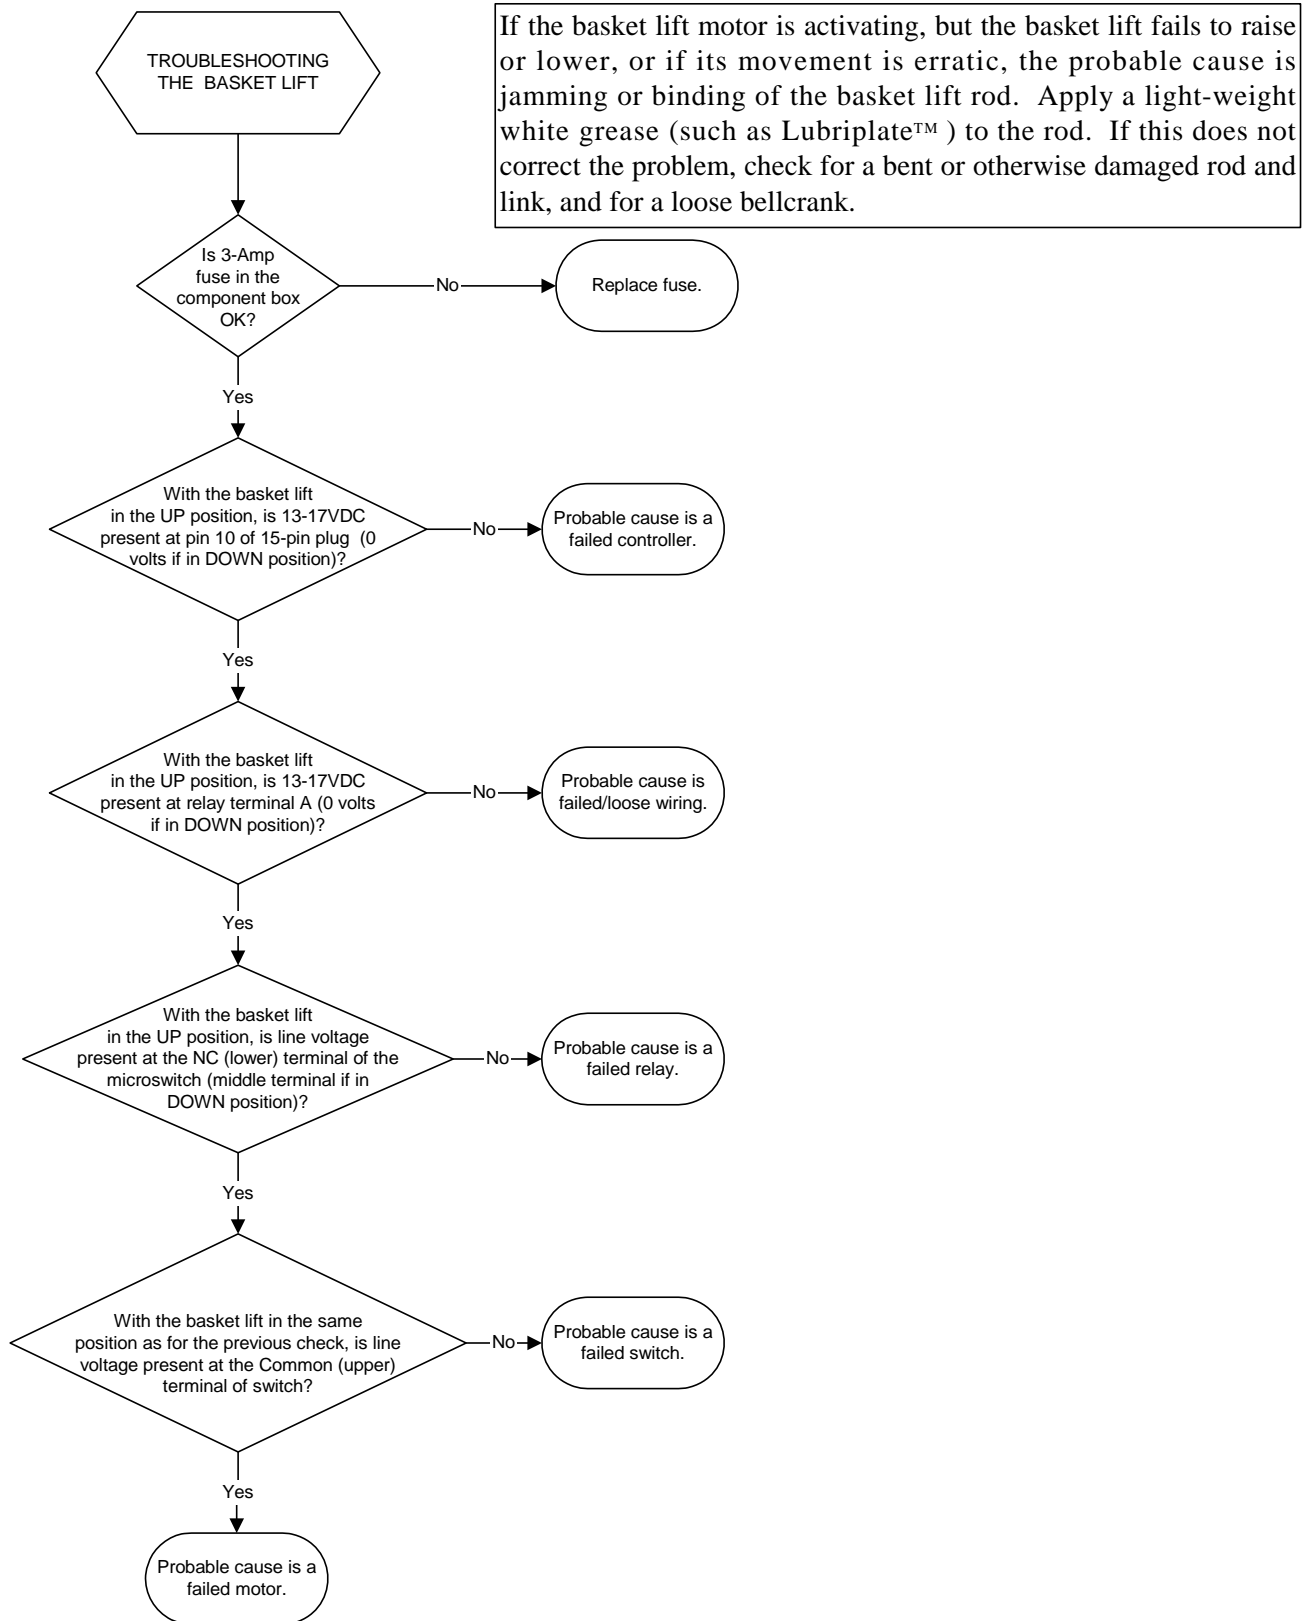 TROUBLESHOOTING
THE BASKET LIFT
If the basket lift motor is activating, but the basket lift fails to raise
or lower, or if its movement is erratic, the probable cause is
jamming or binding of the basket lift rod. Apply a light-weight
white grease (such as Lubriplate™ ) to the rod. If this does not
correct the problem, check for a bent or otherwise damaged rod and
link, and for a loose bellcrank.
Is 3-Amp
fuse in the
component box
OK?
No
Replace fuse.
Yes
With the basket lift
in the UP position, is 13-17VDC
present at pin 10 of 15-pin plug (0
volts if in DOWN position)?
No
Probable cause is a
failed controller.
Yes
With the basket lift
in the UP position, is 13-17VDC
present at relay terminal A (0 volts
if in DOWN position)?
No
Probable cause is
failed/loose wiring.
Yes
With the basket lift
in the UP position, is line voltage
present at the NC (lower) terminal of the
microswitch (middle terminal if in
DOWN position)?
No
Probable cause is a
failed relay.
Yes
With the basket lift in the same
position as for the previous check, is line
voltage present at the Common (upper)
terminal of switch?
No
Probable cause is a
failed switch.
Yes
Probable cause is a
failed motor.